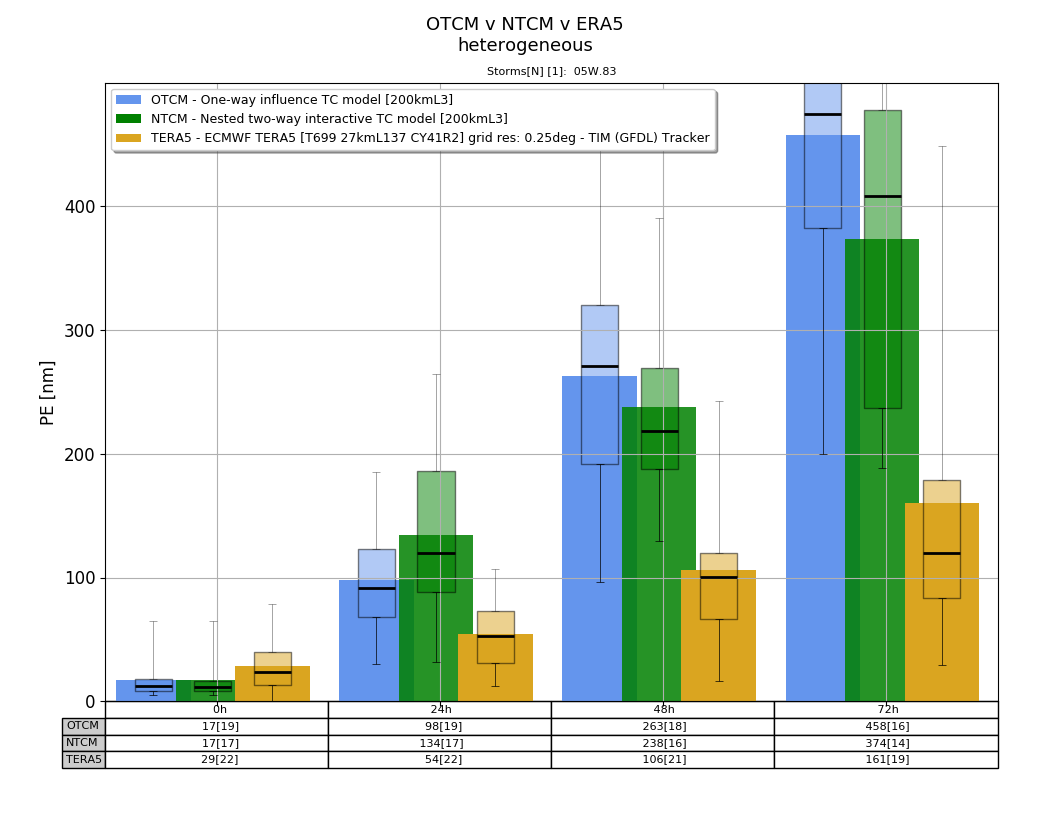 OTCM v NTCM v ERA5
heterogeneous
Storms[N] [1]: 05W.83
OTCM - One-way influence TC model [200kmL3]
NTCM - Nested two-way interactive TC model [200kmL3]
TERA5 - ECMWF TERA5 [T699 27kmL137 CY41R2] grid res: 0.25deg - TIM (GFDL) Tracker
400
300
200
100
0
PE [nm]
0h 24h 48h 72h
OTCM 17[19] 98[19] 263[18] 458[16]
NTCM 17[17] 134[17] 238[16] 374[14]
TERA5 29[22] 54[22] 106[21] 161[19]